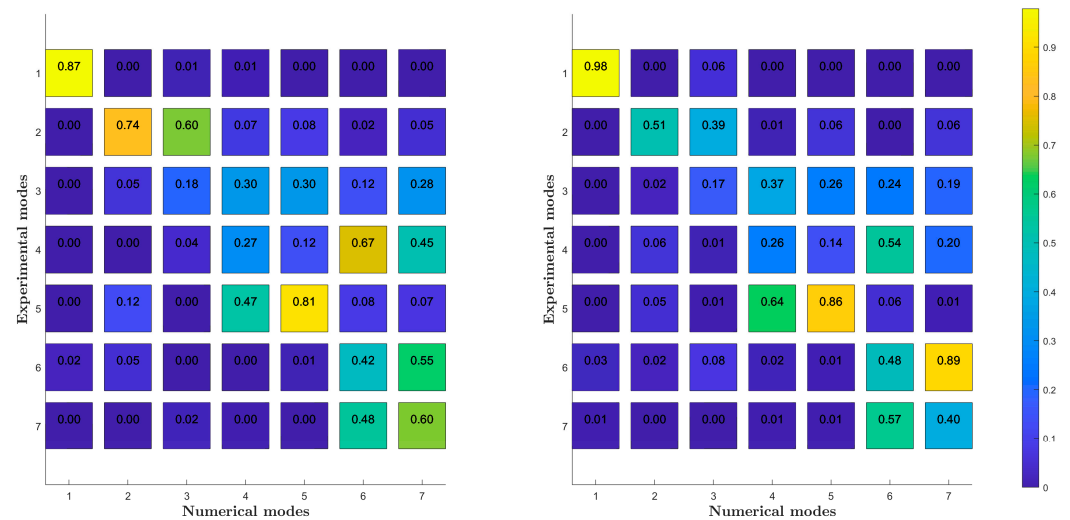 1 0.87 0.00 0.01 0.01 0.00 0.00 0.00
2 0.00 0.74 0.60 0.07 0.08 0.02 0.05
3 0.00 0.05 0.18 0.30 0.30 0.12 0.28
4 0.00 0.00 0.04 0.27 0.12 0.67 0.45
5 0.00 0.12 0.00 0.47 0.81 0.08 0.07
6 0.02 0.05 0.00 0.00 0.01 0.42 0.55
7 0.00 0.00 0.02 0.00 0.00 0.48 0.60
1 2 3 4 5 6 7
Numerical modes
Experimental modes
1 0.98 0.00 0.06 0.00 0.00 0.00 0.00
2 0.00 0.51 0.39 0.01 0.06 0.00 0.06
3 0.00 0.02 0.17 0.37 0.26 0.24 0.19
4 0.00 0.06 0.01 0.26 0.14 0.54 0.20
5 0.00 0.05 0.01 0.64 0.86 0.06 0.01
6 0.03 0.02 0.08 0.02 0.01 0.48 0.89
7 0.01 0.00 0.00 0.01 0.01 0.57 0.40
1 2 3 4 5 6 7
Numerical modes
Experimental modes
0.9
0.8
0.7
0.6
0.5
0.4
0.3
0.2
0.1
0